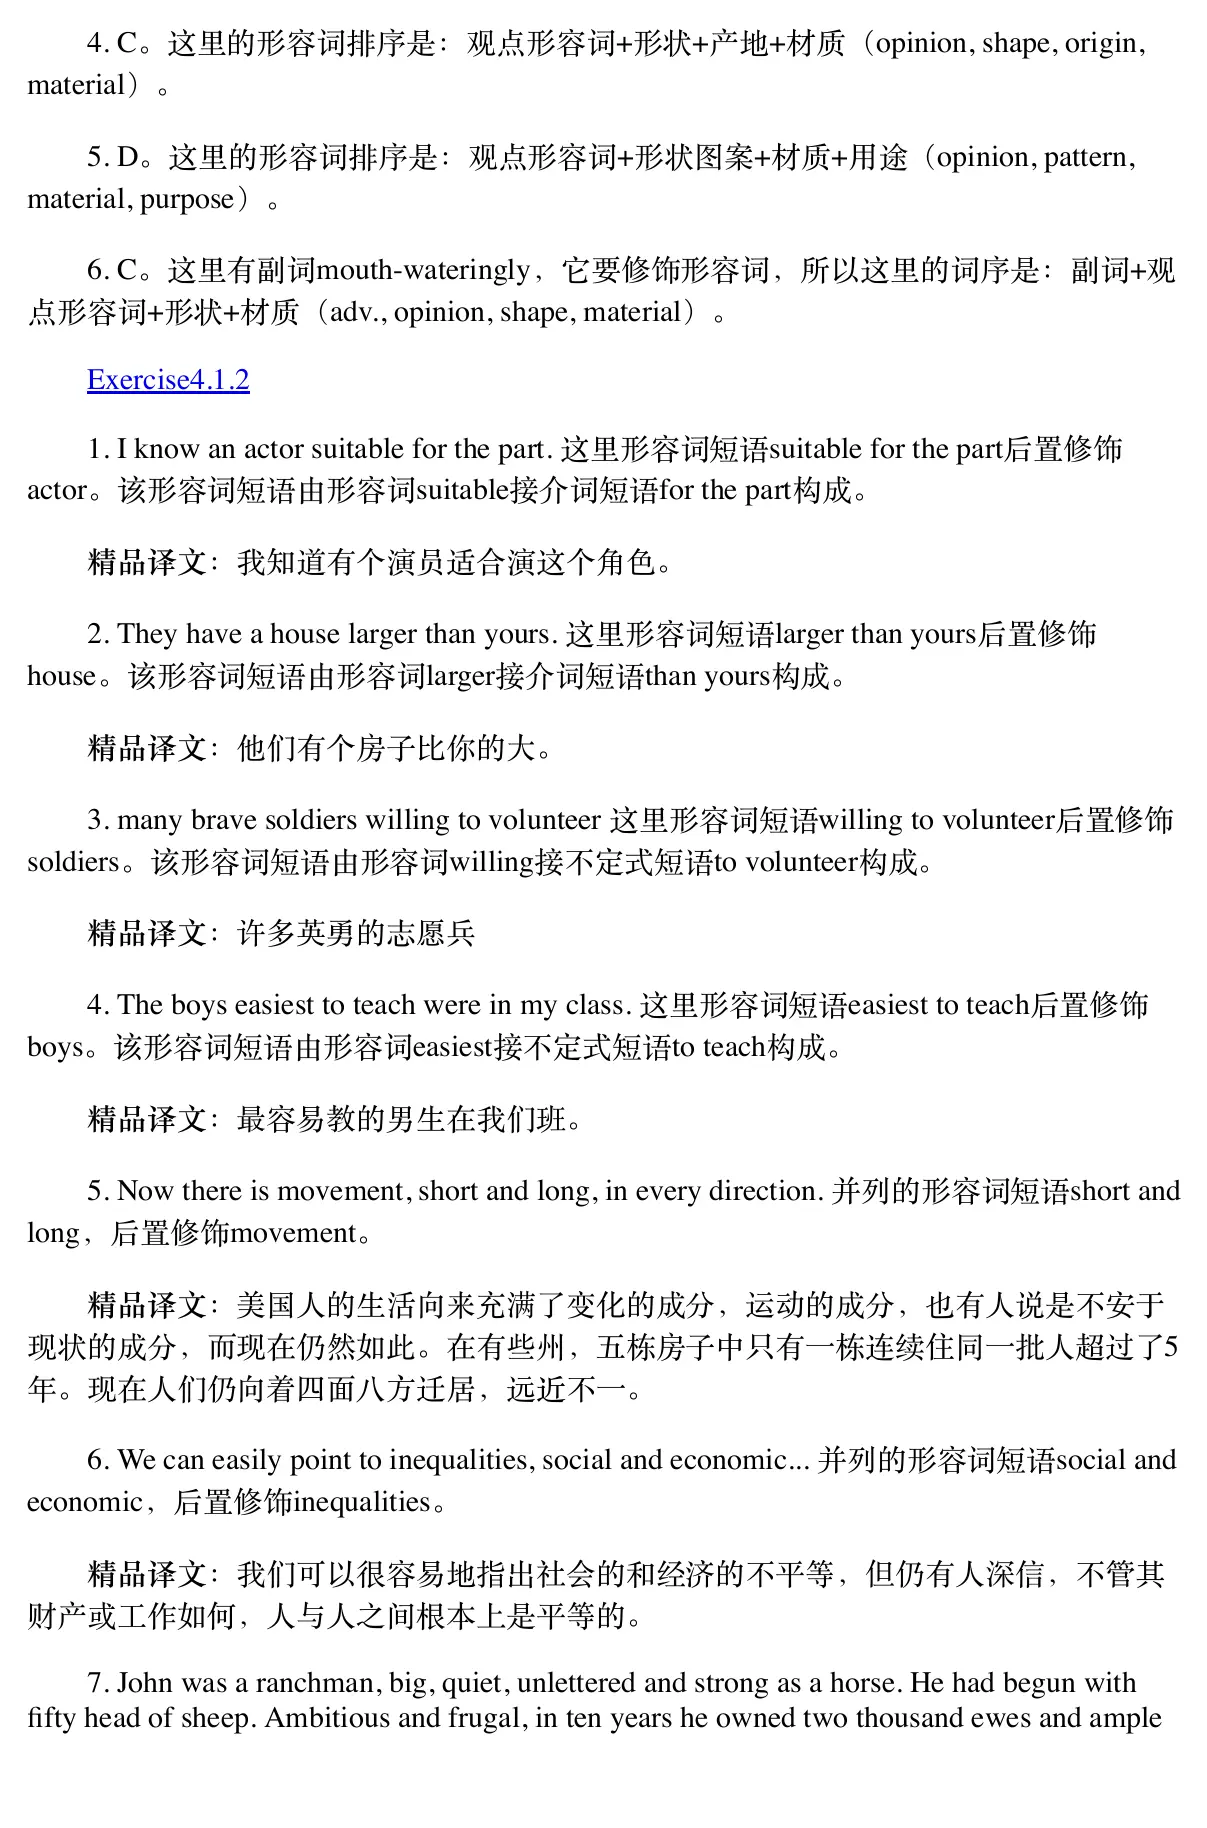 4. C。这里的形容词排序是：观点形容词+形状+产地+材质（opinion, shape, origin,
material）。
5. D。这里的形容词排序是：观点形容词+形状图案+材质+用途（opinion, pattern,
material, purpose）。
6. C。这里有副词mouth-wateringly，它要修饰形容词，所以这里的词序是：副词+观
点形容词+形状+材质（adv., opinion, shape, material）。
Exercise4.1.2
1. I know an actor suitable for the part. 这里形容词短语suitable for the part后置修饰
actor。该形容词短语由形容词suitable接介词短语for the part构成。
精品译文：我知道有个演员适合演这个角色。
2. They have a house larger than yours. 这里形容词短语larger than yours后置修饰
house。该形容词短语由形容词larger接介词短语than yours构成。
精品译文：他们有个房子比你的大。
3. many brave soldiers willing to volunteer 这里形容词短语willing to volunteer后置修饰
soldiers。该形容词短语由形容词willing接不定式短语to volunteer构成。
精品译文：许多英勇的志愿兵
4. The boys easiest to teach were in my class. 这里形容词短语easiest to teach后置修饰
boys。该形容词短语由形容词easiest接不定式短语to teach构成。
精品译文：最容易教的男生在我们班。
5. Now there is movement, short and long, in every direction. 并列的形容词短语short and
long，后置修饰movement。
精品译文：美国人的生活向来充满了变化的成分，运动的成分，也有人说是不安于
现状的成分，而现在仍然如此。在有些州，五栋房子中只有一栋连续住同一批人超过了5
年。现在人们仍向着四面八方迁居，远近不一。
6. We can easily point to inequalities, social and economic... 并列的形容词短语social and
economic，后置修饰inequalities。
精品译文：我们可以很容易地指出社会的和经济的不平等，但仍有人深信，不管其
财产或工作如何，人与人之间根本上是平等的。
7. John was a ranchman, big, quiet, unlettered and strong as a horse. He had begun with
fifty head of sheep. Ambitious and frugal, in ten years he owned two thousand ewes and ample